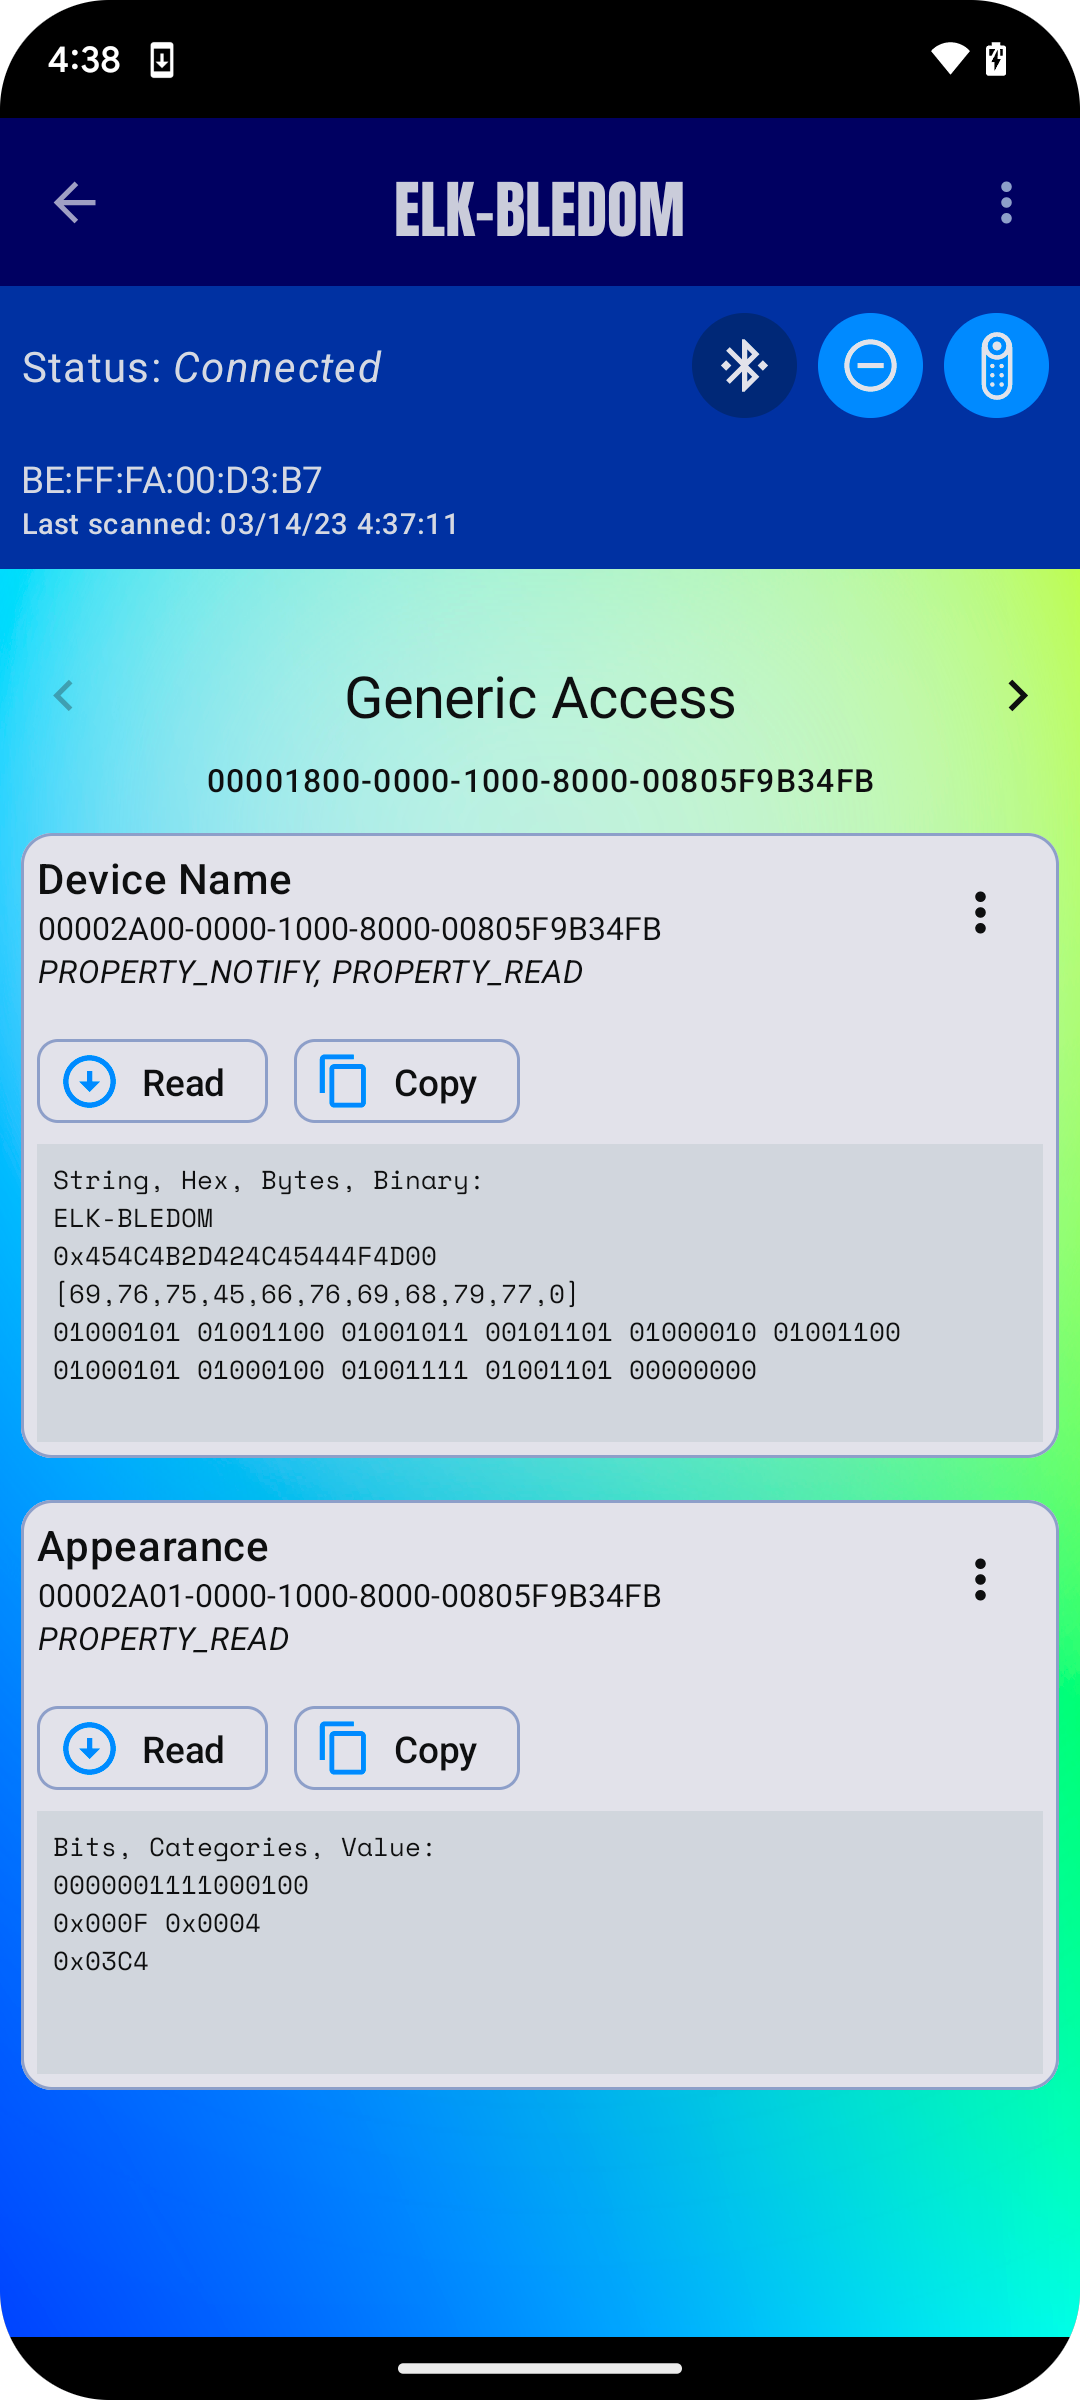 4:38
ELK-BLEDOM
Status: Connected
BE:FF:FA:00:D3:B7
Last scanned: 03/14/23 4:37:11
Generic Access
00001800-0000-1000-8000-00805F9B34FB
Device Name
00002A00-0000-1000-8000-00805F9B34FB
PROPERTY_NOTIFY, PROPERTY_READ
Read Copy
String, Hex, Bytes, Binary:
ELK-BLEDOM
0x454C4B2D424C45444F4D00
[69,76,75,45,66,76,69,68,79,77,0]
01000101 01001100 01001011 00101101 01000010 01001100
01000101 01000100 01001111 01001101 00000000
Appearance
00002A01-0000-1000-8000-00805F9B34FB
PROPERTY_READ
Read Copy
Bits, Categories, Value:
0000001111000100
0x000F 0x0004
0x03C4